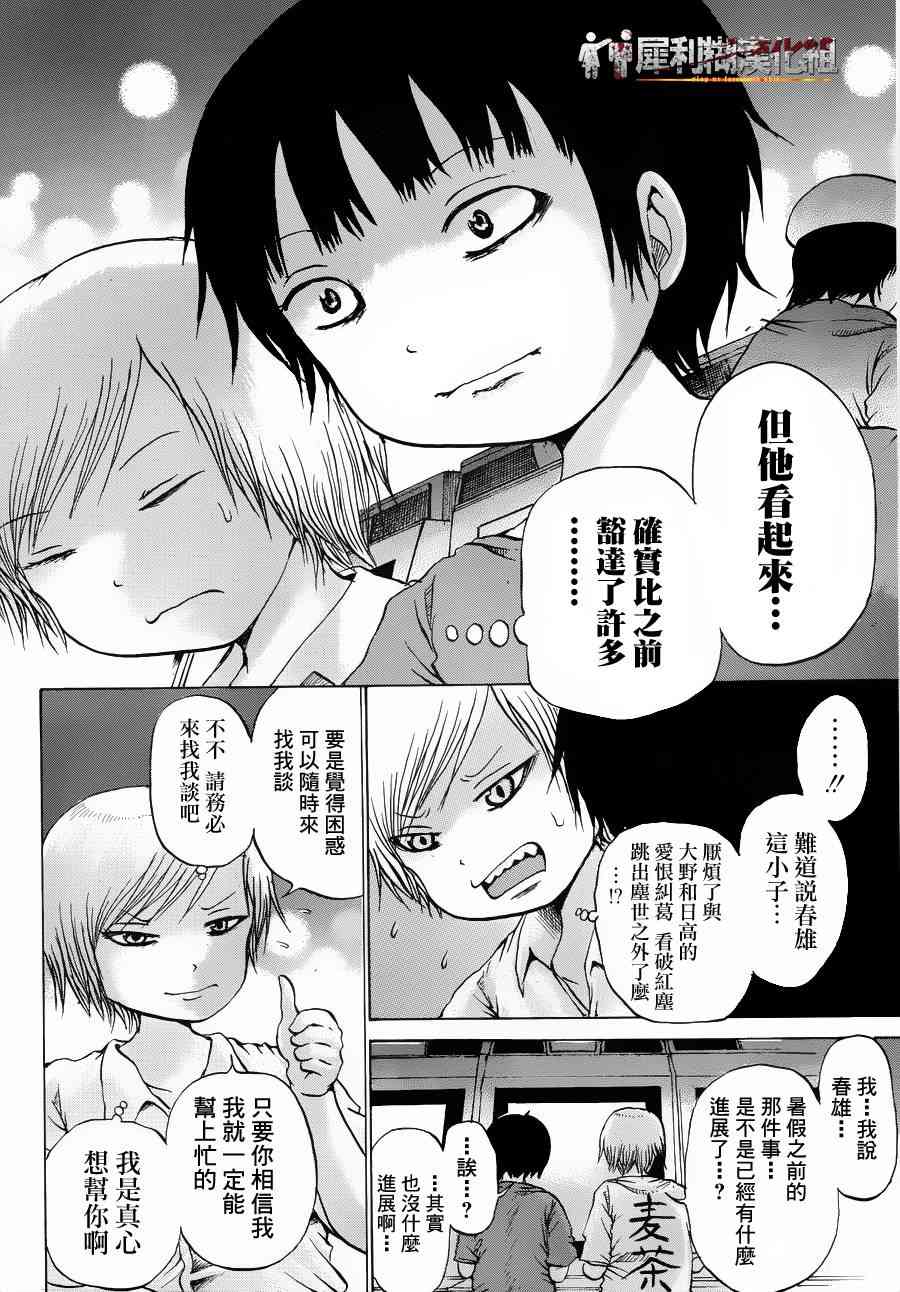 犀利糊漢化組
但他看起來…
確實比之前
豁達了許多
………
……!!
難道說春雄
這小子…
厭煩了與
大野和日高的
愛恨糾葛 看破紅塵
跳出塵世之外了麼
…!?
要是覺得困惑
可以隨時來
找我談
不不 請務必
來找我談吧
我…我說
春雄…
暑假之前的
那件事…
是不是已經有什麼
進展了…?
…誒…?
…其實
也沒什麼
進展啊…
麦茶
只要你相信我
我就一定能
幫上忙的
我是真心
想幫你啊